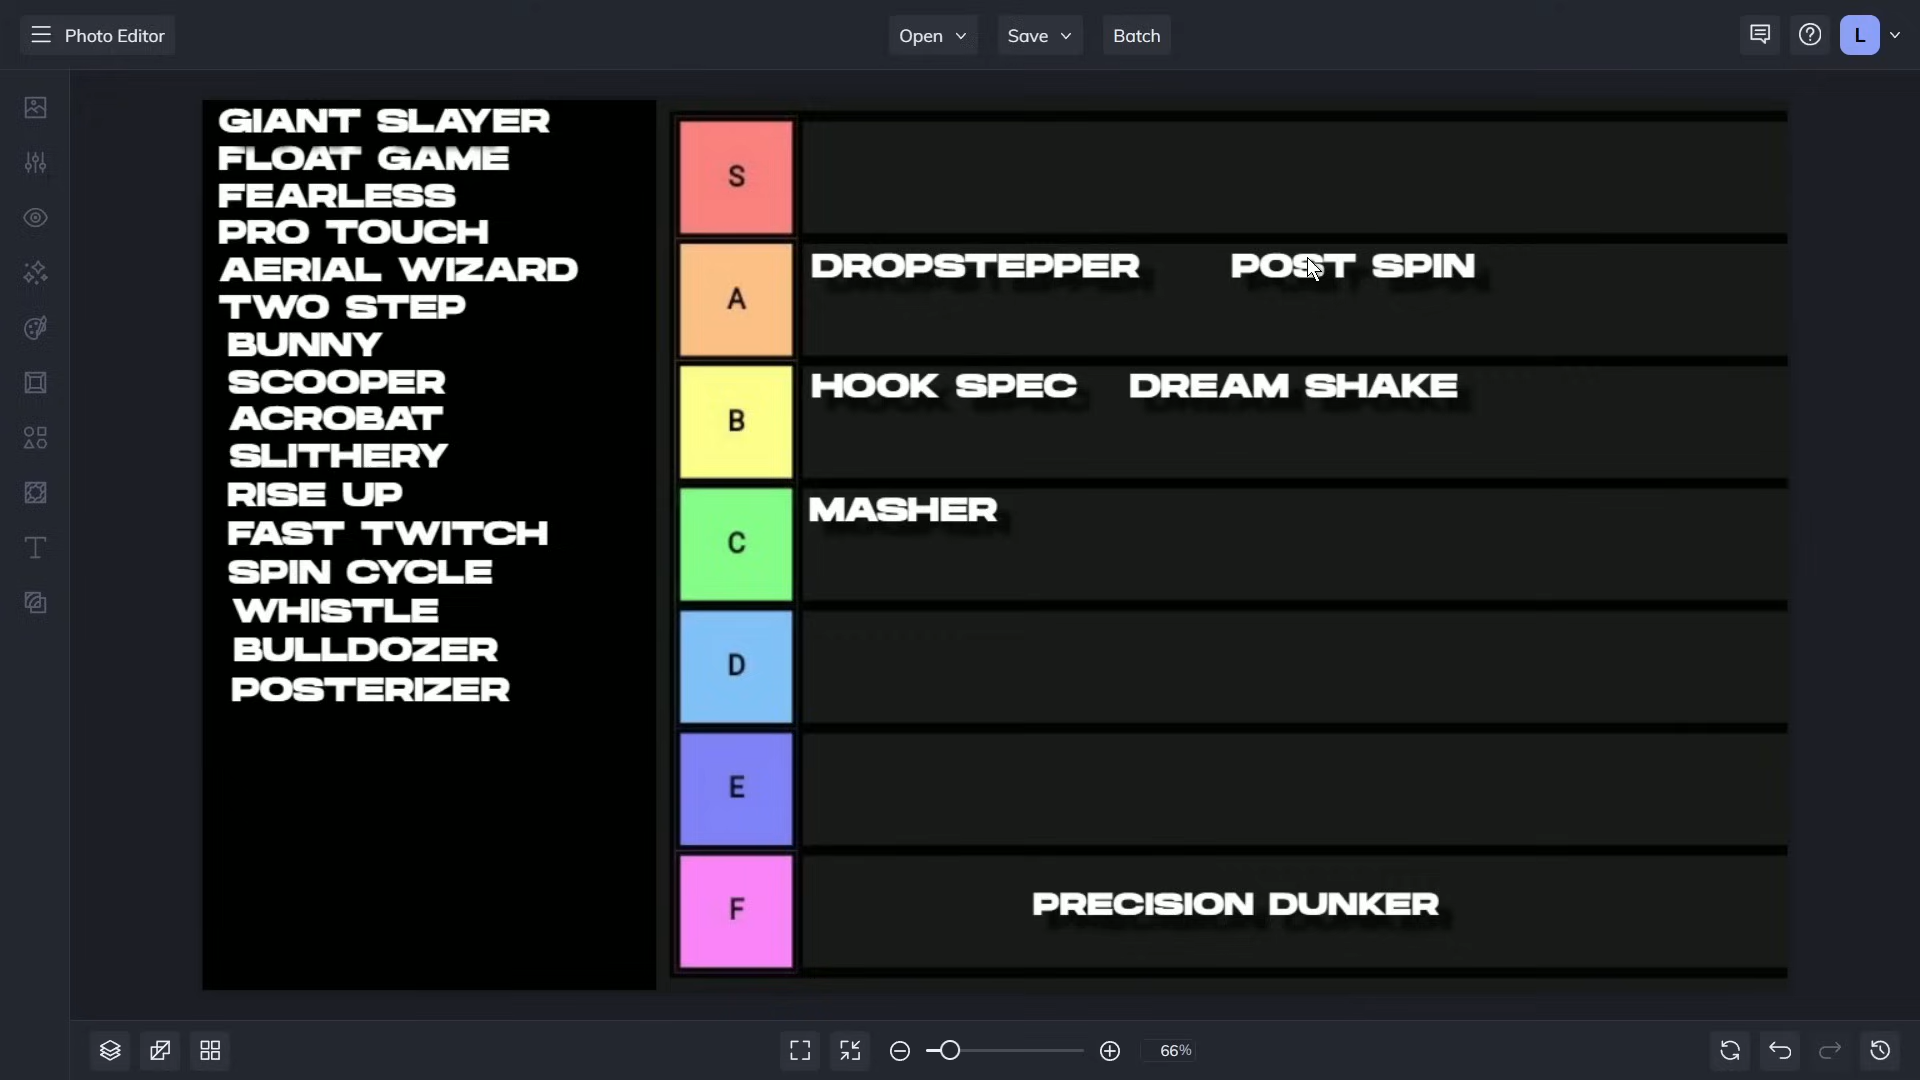 Photo Editor Open Save Batch L
GIANT SLAYER
FLOAT GAME
FEARLESS
PRO TOUCH
AERIAL WIZARD
TWO STEP
BUNNY
SCOOPER
ACROBAT
SLITHERY
RISE UP
FAST TWITCH
SPIN CYCLE
WHISTLE
BULLDOZER
POSTERIZER
S
A DROPSTEPPER POST SPIN
B HOOK SPEC DREAM SHAKE
C MASHER
D
E
F PRECISION DUNKER
66%